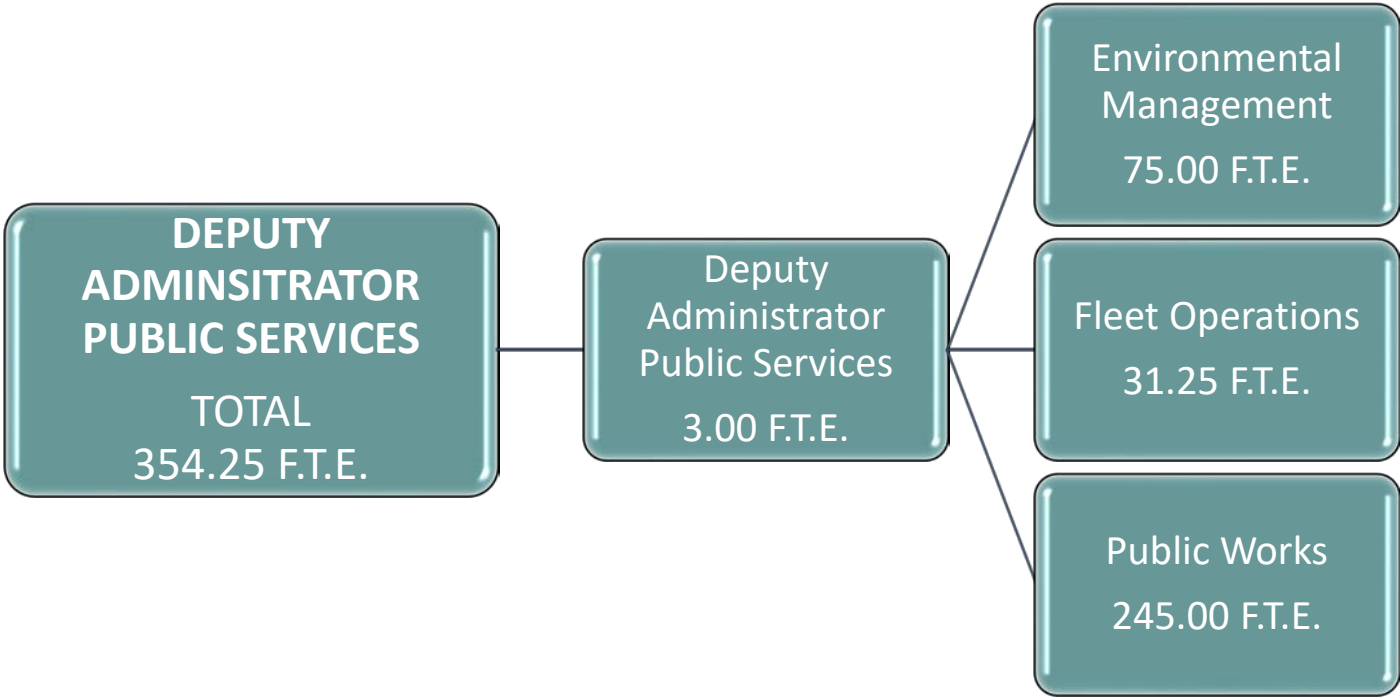 DEPUTY
ADMINSITRATOR
PUBLIC SERVICES
TOTAL
354.25 F.T.E.
Deputy
Administrator
Public Services
3.00 F.T.E.
Environmental
Management
75.00 F.T.E.
Fleet Operations
31.25 F.T.E.
Public Works
245.00 F.T.E.